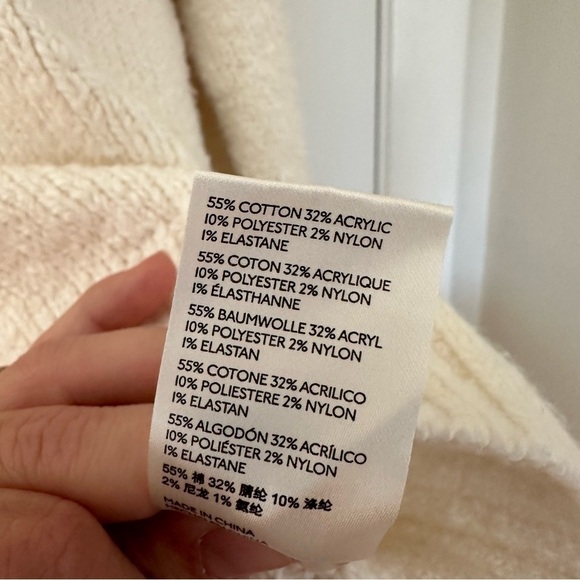 55% COTTON 32% ACRYLIC
10% POLYESTER 2% NYLON
1% ELASTANE
55% COTON 32% ACRYLIQUE
10% POLYESTER 2% NYLON
1% ÉLASTHANNE
55% BAUMWOLLE 32% ACRYL
10% POLYESTER 2% NYLON
1% ELASTAN
55% COTONE 32% ACRILICO
10% POLIESTERE 2% NYLON
1% ELASTAN
55% ALGODÓN 32% ACRÍLICO
10% POLIÉSTER 2% NYLON
1% ELASTANE
55% 棉 32% 腈纶 10% 涤纶
2% 尼龙 1% 氨纶
MADE IN CHINA